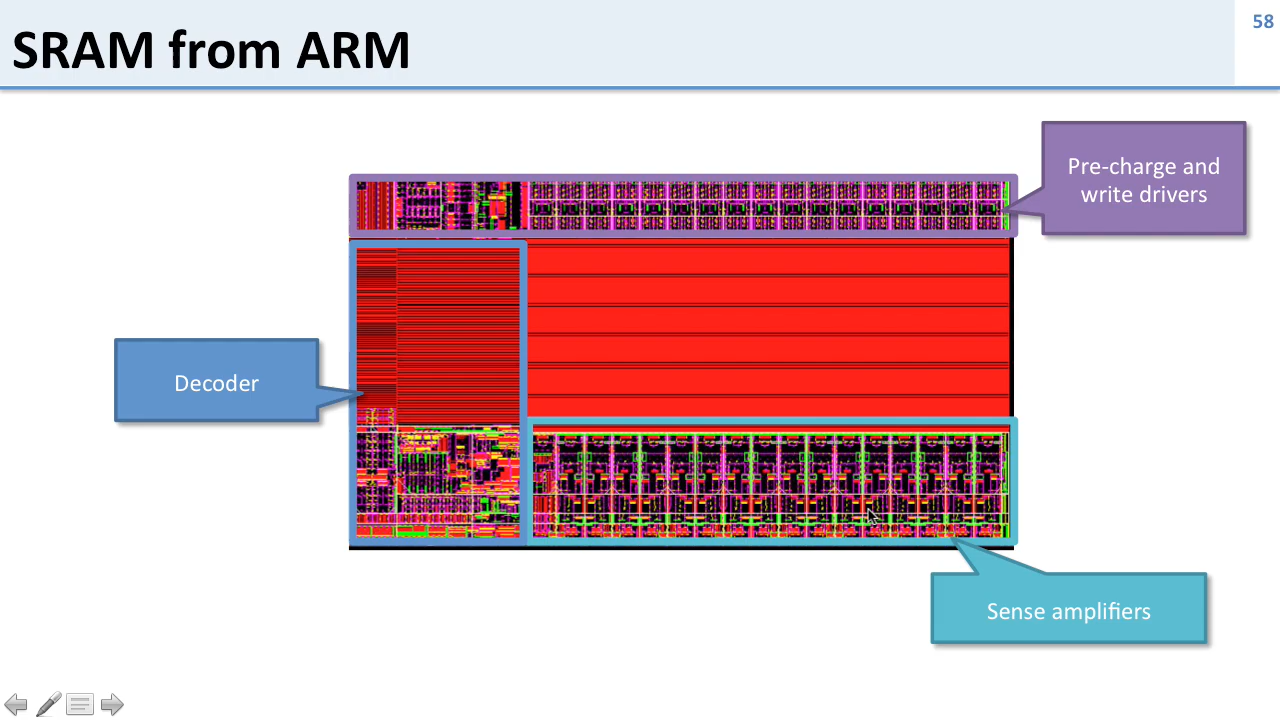 SRAM from ARM
58
Pre-charge and
write drivers
Decoder
Sense amplifiers